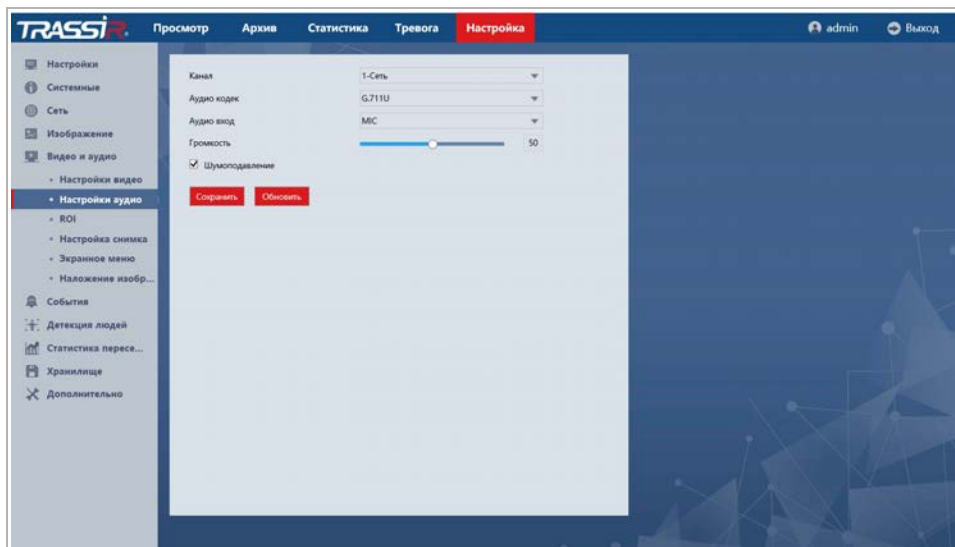 TRASSIR
Просмотр Архив Статистика Тревога Настройка admin Выход
Настройки
Системные
Сеть
Изображение
Видео и аудио
Настройки видео
Настройки аудио
ROI
Настройка снимка
Экранное меню
Наложение изобр...
События
Детекция людей
Статистика пересе...
Хранилище
Дополнительно
Канал 1-Сеть
Аудио кодек G.711U
Аудио вход MIC
Громкость 50
Шумоподавление
Сохранить Обновить